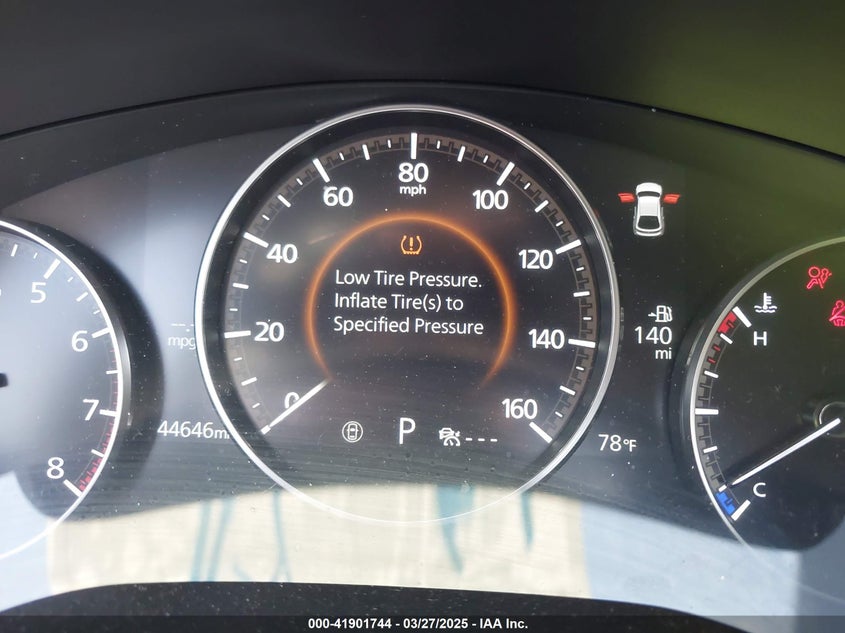 80
mph
60
100
40
120
Low Tire Pressure.
Inflate Tire(s) to
Specified Pressure
20
140
0
160
5
6
7
8
--.-
mpg
44646mi
P
---
140
mi
78°F
H
C
000-41901744 - 03/27/2025 - IAA Inc.